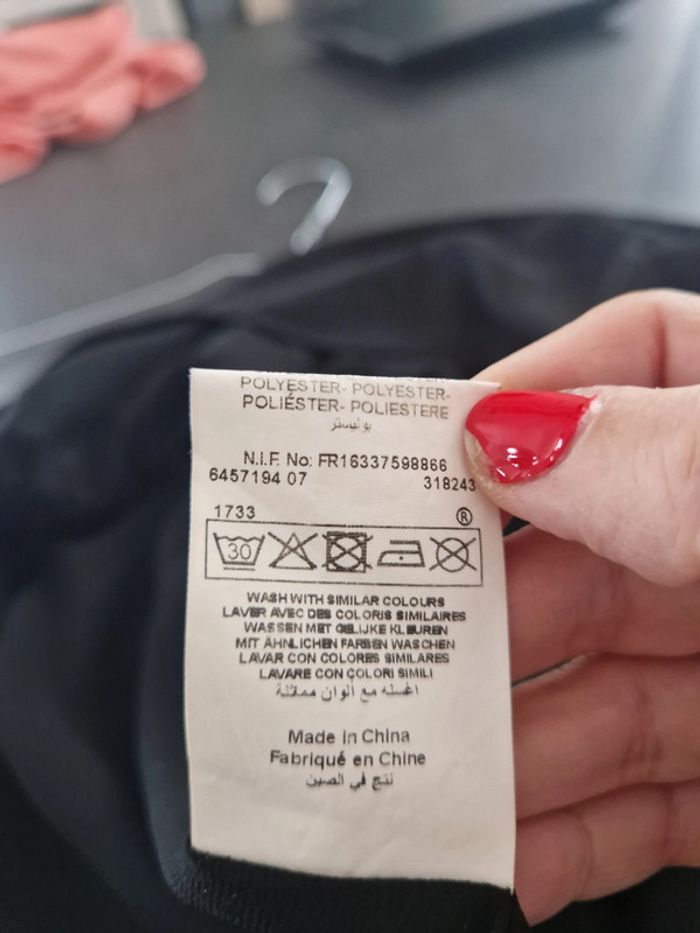 POLYESTER- POLYESTER-
POLIÉSTER- POLIESTERE
بوليستر
N.I.F. No: FR16337598866
6457194 07
318243
1733
®
30
WASH WITH SIMILAR COLOURS
LAVER AVEC DES COLORIS SIMILAIRES
WASSEN MET GELIJKE KLEUREN
MIT ÄHNLICHEN FARBEN WASCHEN
LAVAR CON COLORES SIMILARES
LAVARE CON COLORI SIMILI
اغسله مع الوان مماثلة
Made in China
Fabriqué en Chine
نتج في الصين